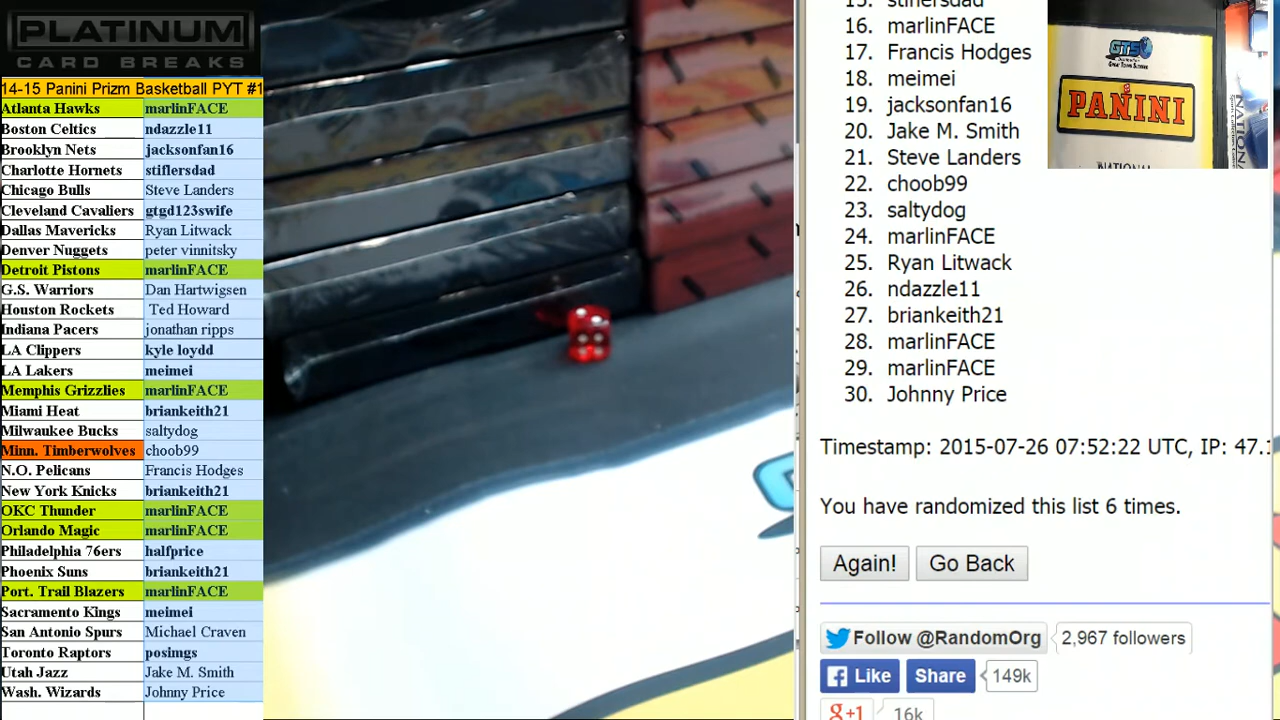 PLATINUM
CARD BREAKS
14-15 Panini Prizm Basketball PYT #1
Atlanta Hawks marlinFACE
Boston Celtics ndazzle11
Brooklyn Nets jacksonfan16
Charlotte Hornets stiflersdad
Chicago Bulls Steve Landers
Cleveland Cavaliers gtgd123swife
Dallas Mavericks Ryan Litwack
Denver Nuggets peter vinnitsky
Detroit Pistons marlinFACE
G.S. Warriors Dan Hartwigsen
Houston Rockets Ted Howard
Indiana Pacers jonathan ripps
LA Clippers kyle loydd
LA Lakers meimei
Memphis Grizzlies marlinFACE
Miami Heat briankeith21
Milwaukee Bucks saltydog
Minn. Timberwolves choob99
N.O. Pelicans Francis Hodges
New York Knicks briankeith21
OKC Thunder marlinFACE
Orlando Magic marlinFACE
Philadelphia 76ers halfprice
Phoenix Suns briankeith21
Port. Trail Blazers marlinFACE
Sacramento Kings meimei
San Antonio Spurs Michael Craven
Toronto Raptors posimgs
Utah Jazz Jake M. Smith
Wash. Wizards Johnny Price
15. stiflersdad
16. marlinFACE
17. Francis Hodges
18. meimei
19. jacksonfan16
20. Jake M. Smith
21. Steve Landers
22. choob99
23. saltydog
24. marlinFACE
25. Ryan Litwack
26. ndazzle11
27. briankeith21
28. marlinFACE
29. marlinFACE
30. Johnny Price
Timestamp: 2015-07-26 07:52:22 UTC, IP: 47.1
You have randomized this list 6 times.
Again! Go Back
Follow @RandomOrg 2,967 followers
Like Share 149k
g+1 16k
GTS
PANINI
NATIONAL
NATIONAL